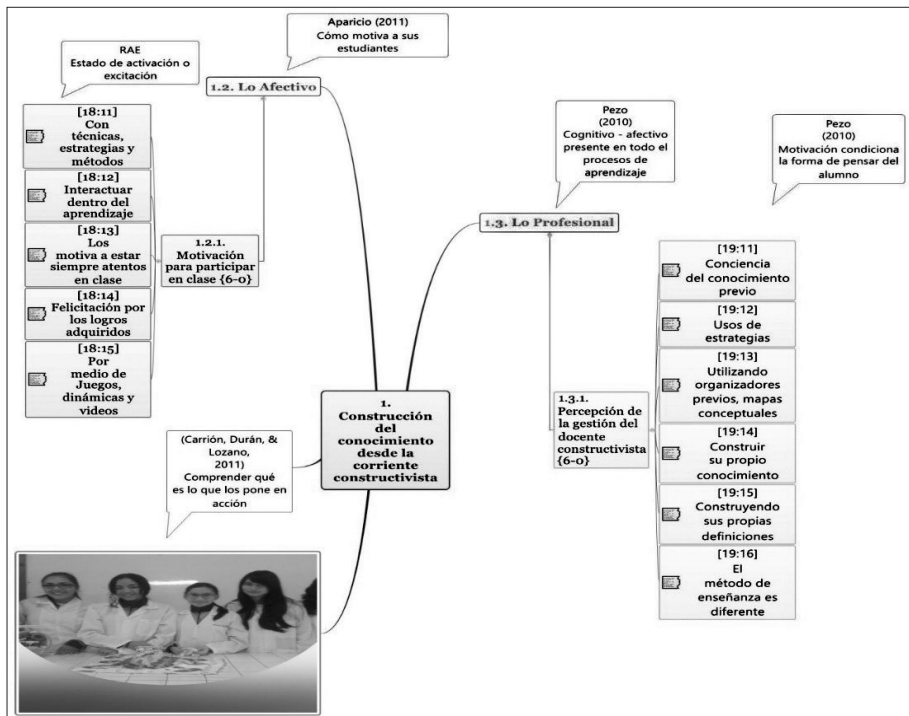 Aparicio (2011)
Cómo motiva a sus
estudiantes
RAE
Estado de activación o
excitación
1.2. Lo Afectivo
[18:11]
Con
técnicas,
estrategias y
métodos
[18:12]
Interactuar
dentro del
aprendizaje
[18:13]
Los
motiva a estar
siempre atentos
en clase
[18:14]
Felicitación por
los logros
adquiridos
[18:15]
Por
medio de
Juegos,
dinámicas y
videos
1.2.1.
Motivación
para participar
en clase {6-0}
(Carrión, Durán, &
Lozano,
2011)
Comprender qué
es lo que los pone en
acción
1.
Construcción
del
conocimiento
desde la
corriente
constructivista
Pezo
(2010)
Cognitivo - afectivo
presente en todo el
procesos de
aprendizaje
Pezo
(2010)
Motivación condiciona
la forma de pensar del
alumno
1.3. Lo Profesional
1.3.1.
Percepción de
la gestión del
docente
constructivista
{6-0}
[19:11]
Conciencia
del conocimiento
previo
[19:12]
Usos de
estrategias
[19:13]
Utilizando
organizadores
previos, mapas
conceptuales
[19:14]
Construir
su propio
conocimiento
[19:15]
Construyendo
sus propias
definiciones
[19:16]
El
método de
enseñanza es
diferente